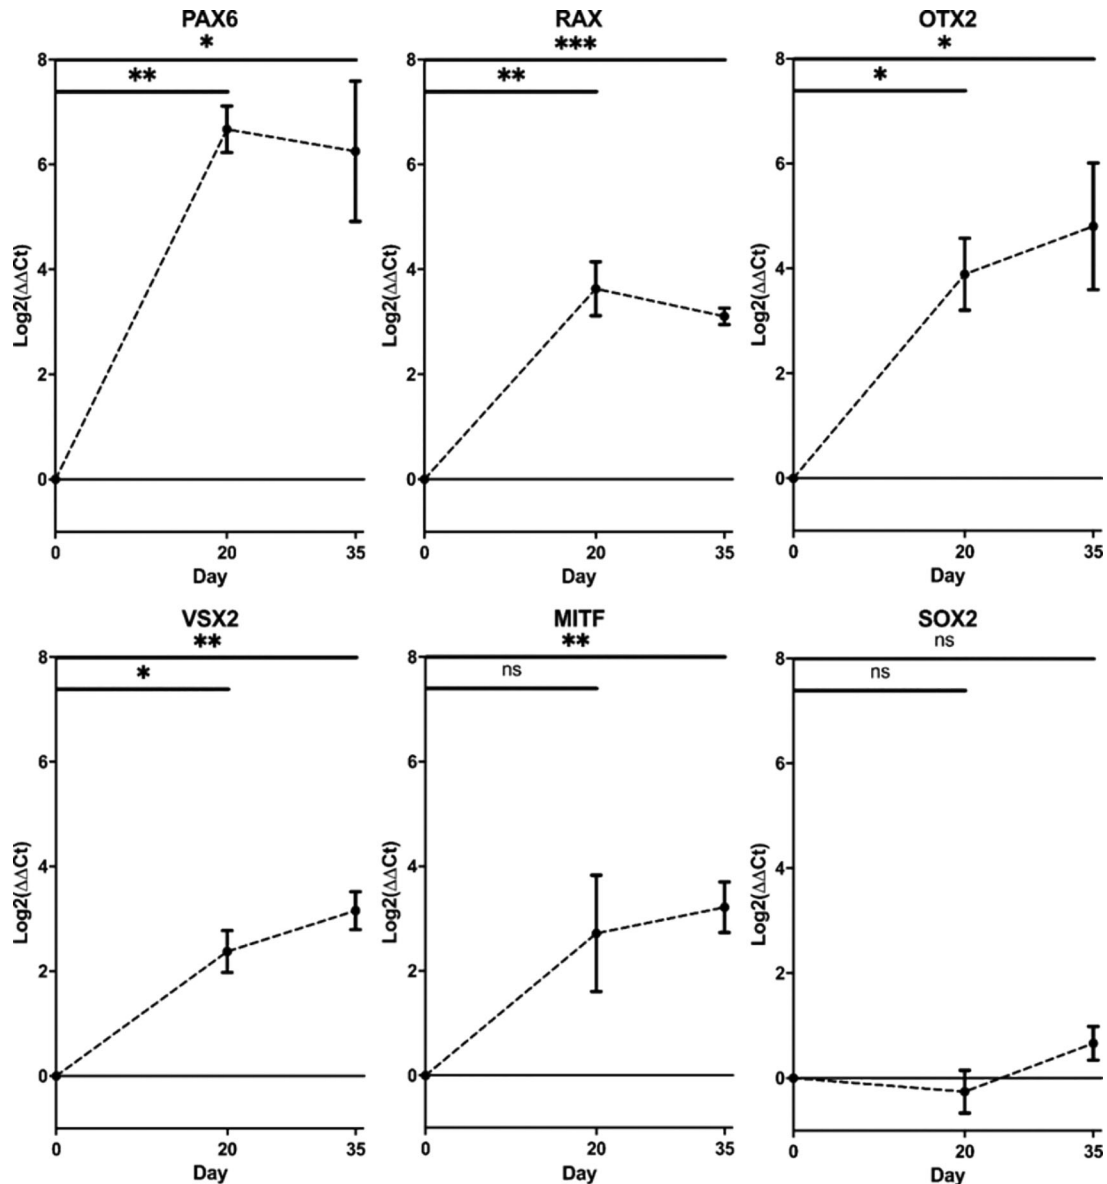 PAX6
*
**
8
6
4
2
0
Log2(ΔΔCt)
0 20 35
Day
RAX
***
**
8
6
4
2
0
Log2(ΔΔCt)
0 20 35
Day
OTX2
*
*
8
6
4
2
0
Log2(ΔΔCt)
0 20 35
Day
VSX2
**
*
8
6
4
2
0
Log2(ΔΔCt)
0 20 35
Day
MITF
**
ns
8
6
4
2
0
Log2(ΔΔCt)
0 20 35
Day
SOX2
ns
ns
8
6
4
2
0
Log2(ΔΔCt)
0 20 35
Day